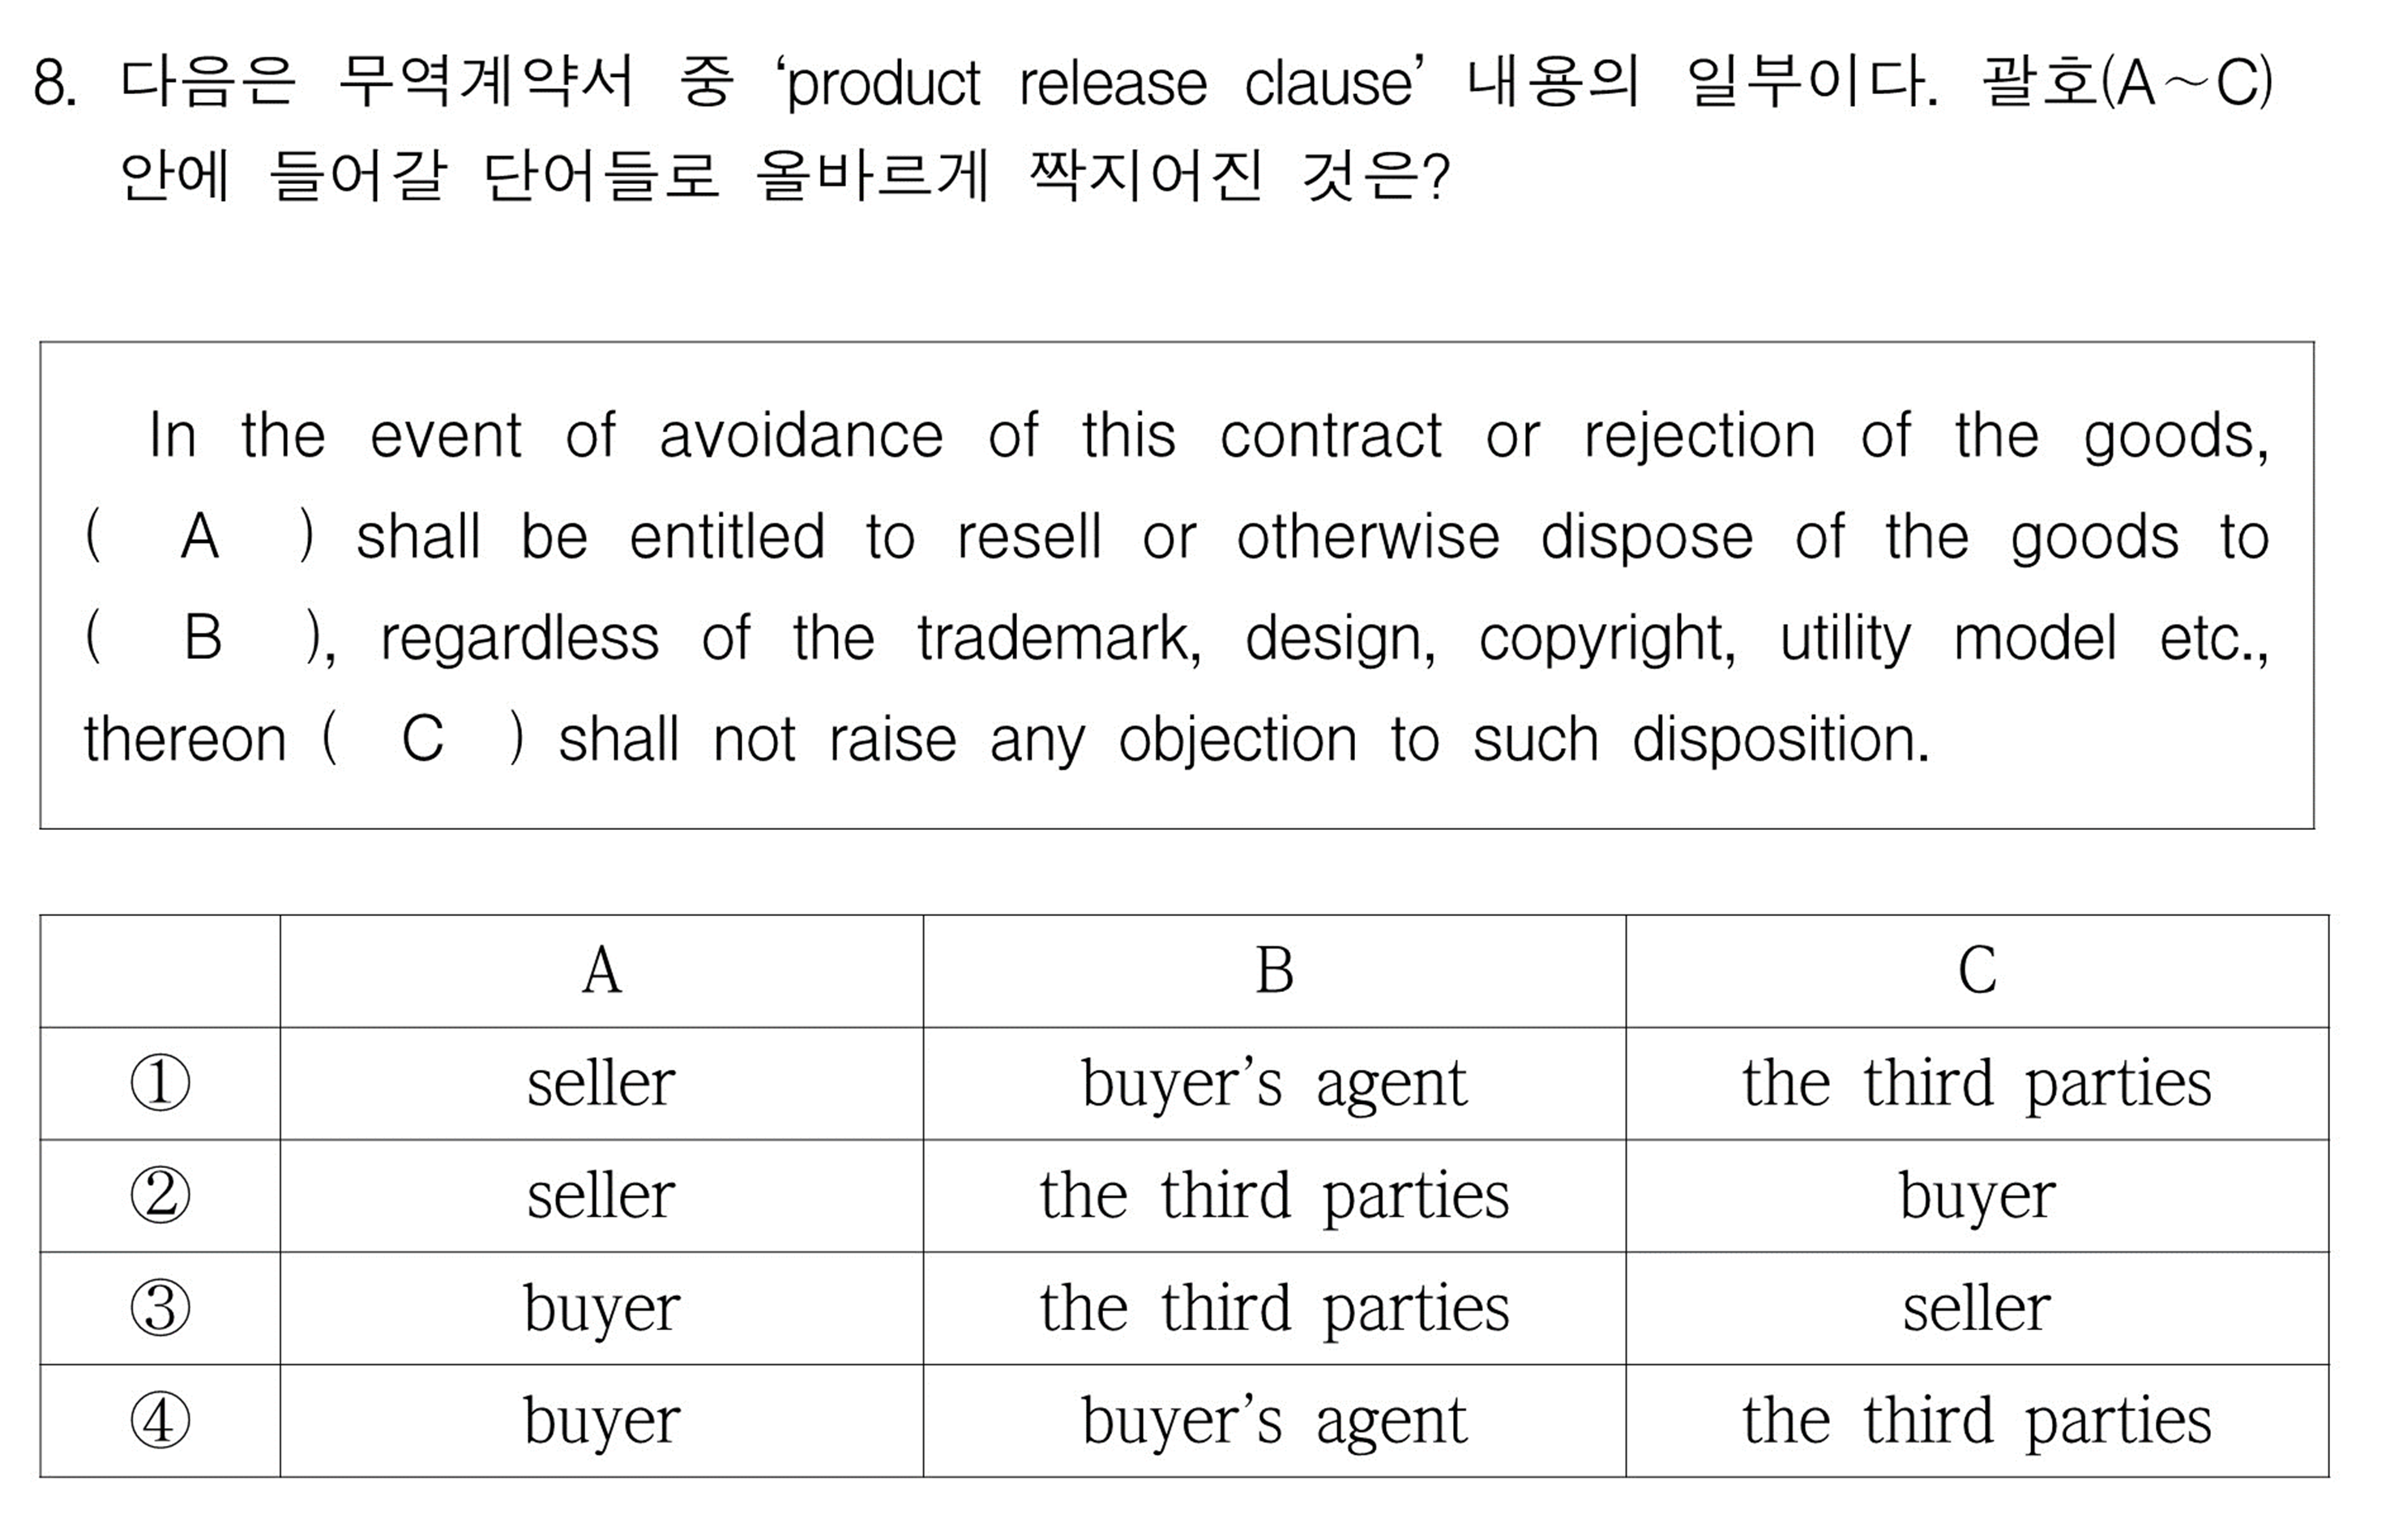 8. 다음은 무역계약서 중 ‘product release clause’ 내용의 일부이다. 괄호(A～C)
안에 들어갈 단어들로 올바르게 짝지어진 것은?
In the event of avoidance of this contract or rejection of the goods,
( A ) shall be entitled to resell or otherwise dispose of the goods to
( B ), regardless of the trademark, design, copyright, utility model etc.,
thereon ( C ) shall not raise any objection to such disposition.
A B C
① seller buyer’s agent the third parties
② seller the third parties buyer
③ buyer the third parties seller
④ buyer buyer’s agent the third parties